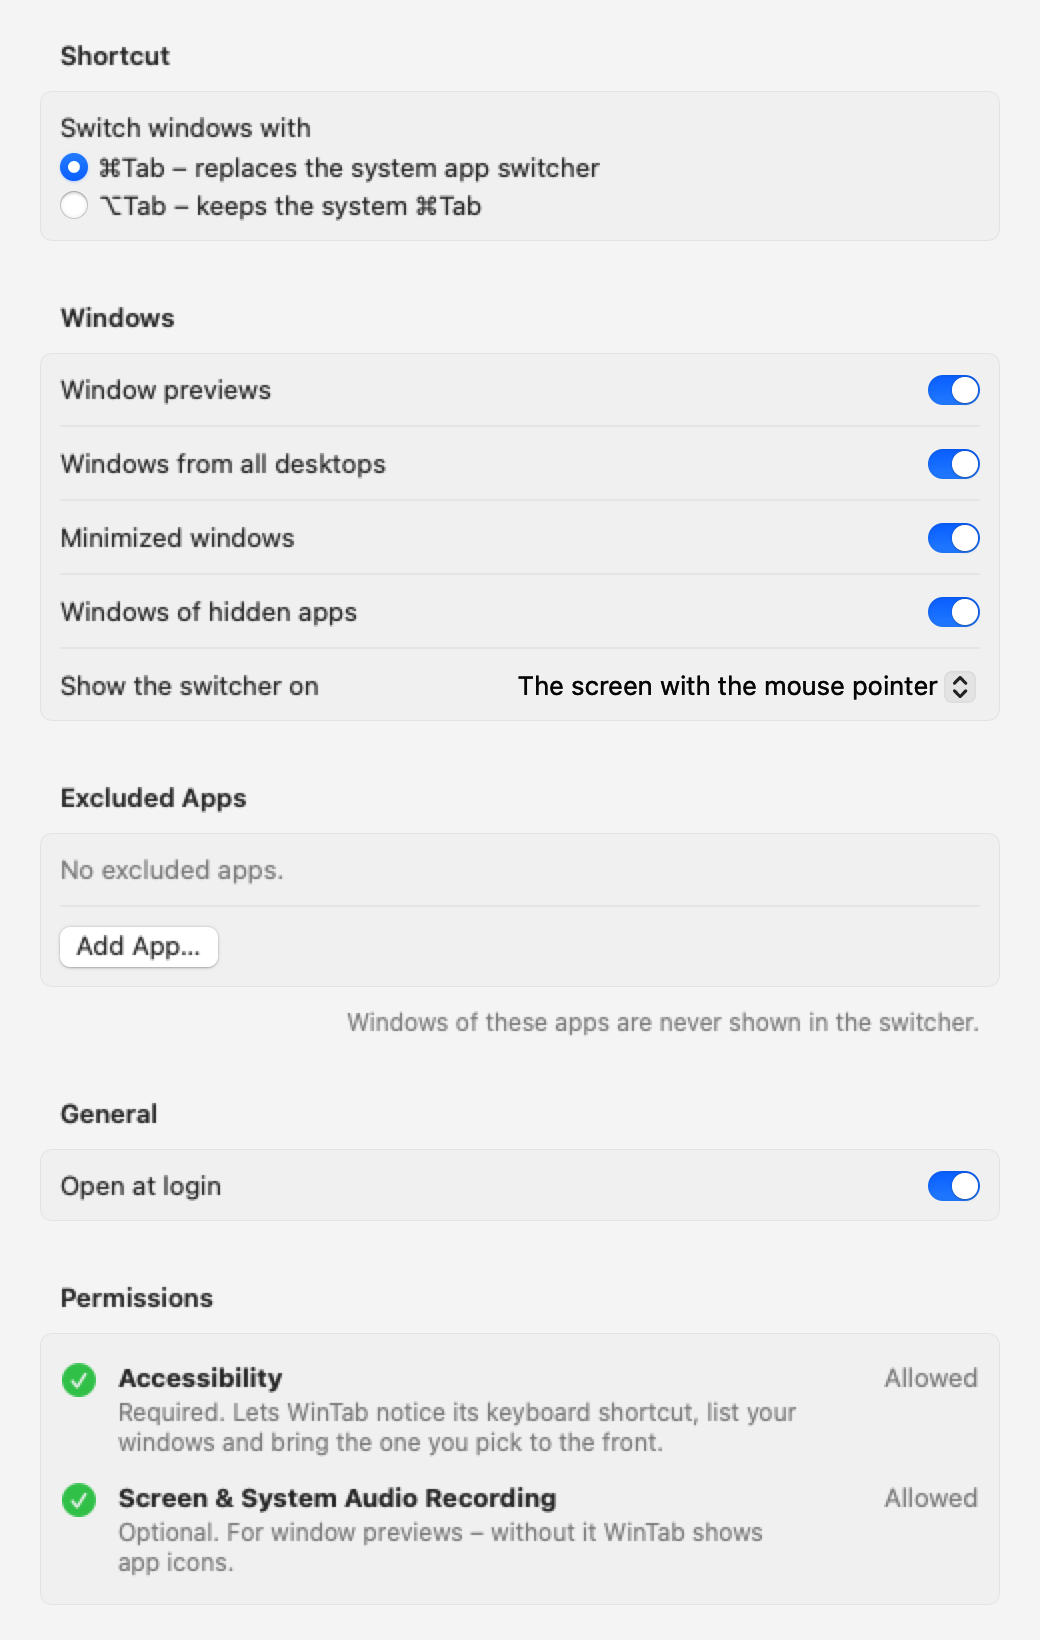 Shortcut
Switch windows with
⌘Tab – replaces the system app switcher
⌥Tab – keeps the system ⌘Tab
Windows
Window previews
Windows from all desktops
Minimized windows
Windows of hidden apps
Show the switcher on The screen with the mouse pointer
Excluded Apps
No excluded apps.
Add App...
Windows of these apps are never shown in the switcher.
General
Open at login
Permissions
Accessibility Allowed
Required. Lets WinTab notice its keyboard shortcut, list your
windows and bring the one you pick to the front.
Screen & System Audio Recording Allowed
Optional. For window previews – without it WinTab shows
app icons.